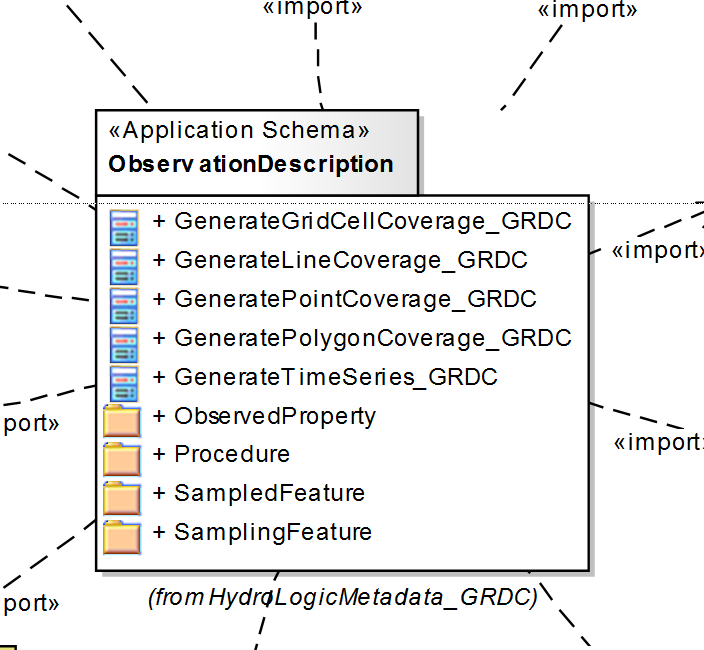 «import»
«import»
«Application Schema»
ObservationDescription
+ GenerateGridCellCoverage_GRDC
«import»
+ GenerateLineCoverage_GRDC
+ GeneratePointCoverage_GRDC
+ GeneratePolygonCoverage_GRDC
+ GenerateTimeSeries_GRDC
port»
+ ObservedProperty
«import»
+ Procedure
+ SampledFeature
+ SamplingFeature
port»
(from HydroLogicMetadata_GRDC)